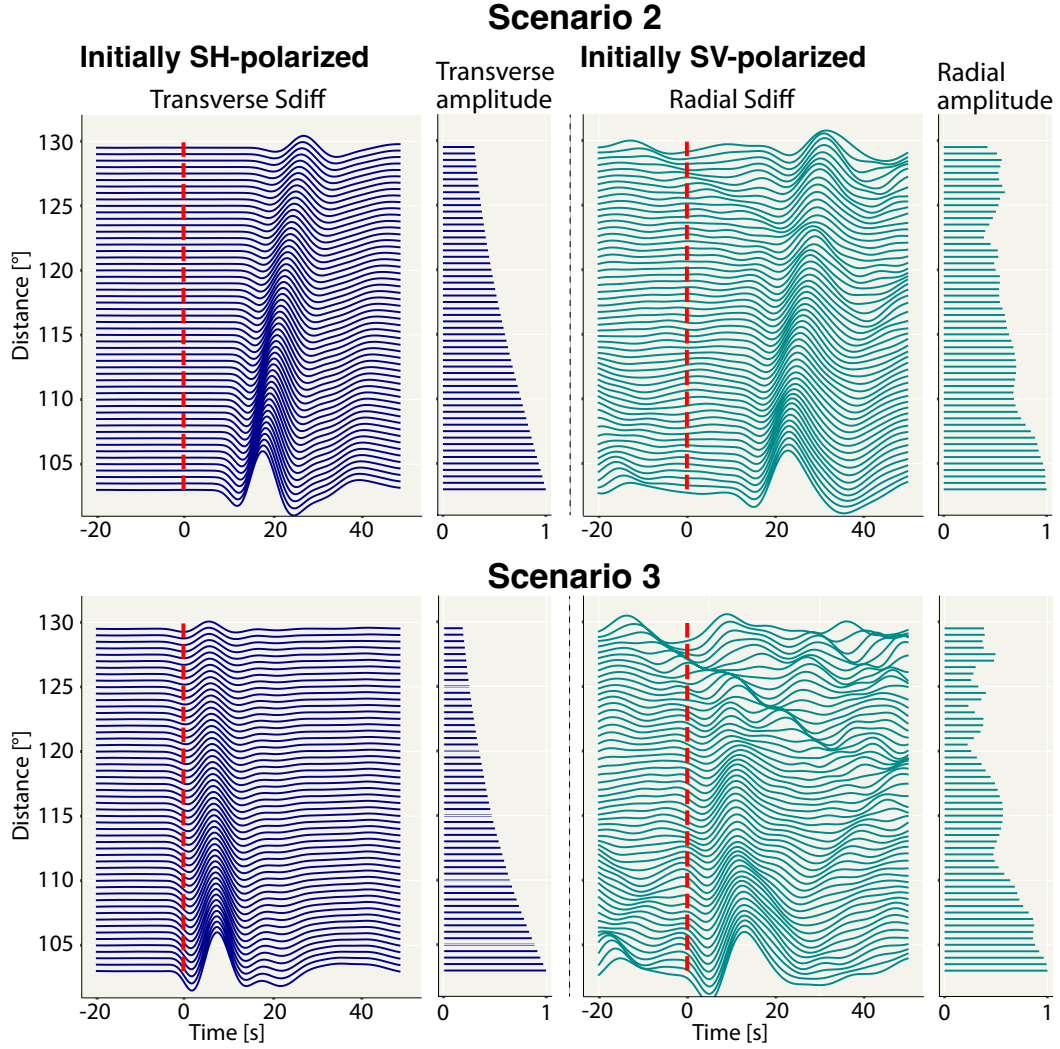 Scenario 2
Initially SH-polarized
Transverse amplitude
Initially SV-polarized
Radial amplitude
Transverse Sdiff
Radial Sdiff
Distance [°]
130
125
120
115
110
105
-20 0 20 40
0 1
-20 0 20 40
0 1
Scenario 3
Distance [°]
130
125
120
115
110
105
-20 0 20 40
0 1
-20 0 20 40
0 1
Time [s]
Time [s]